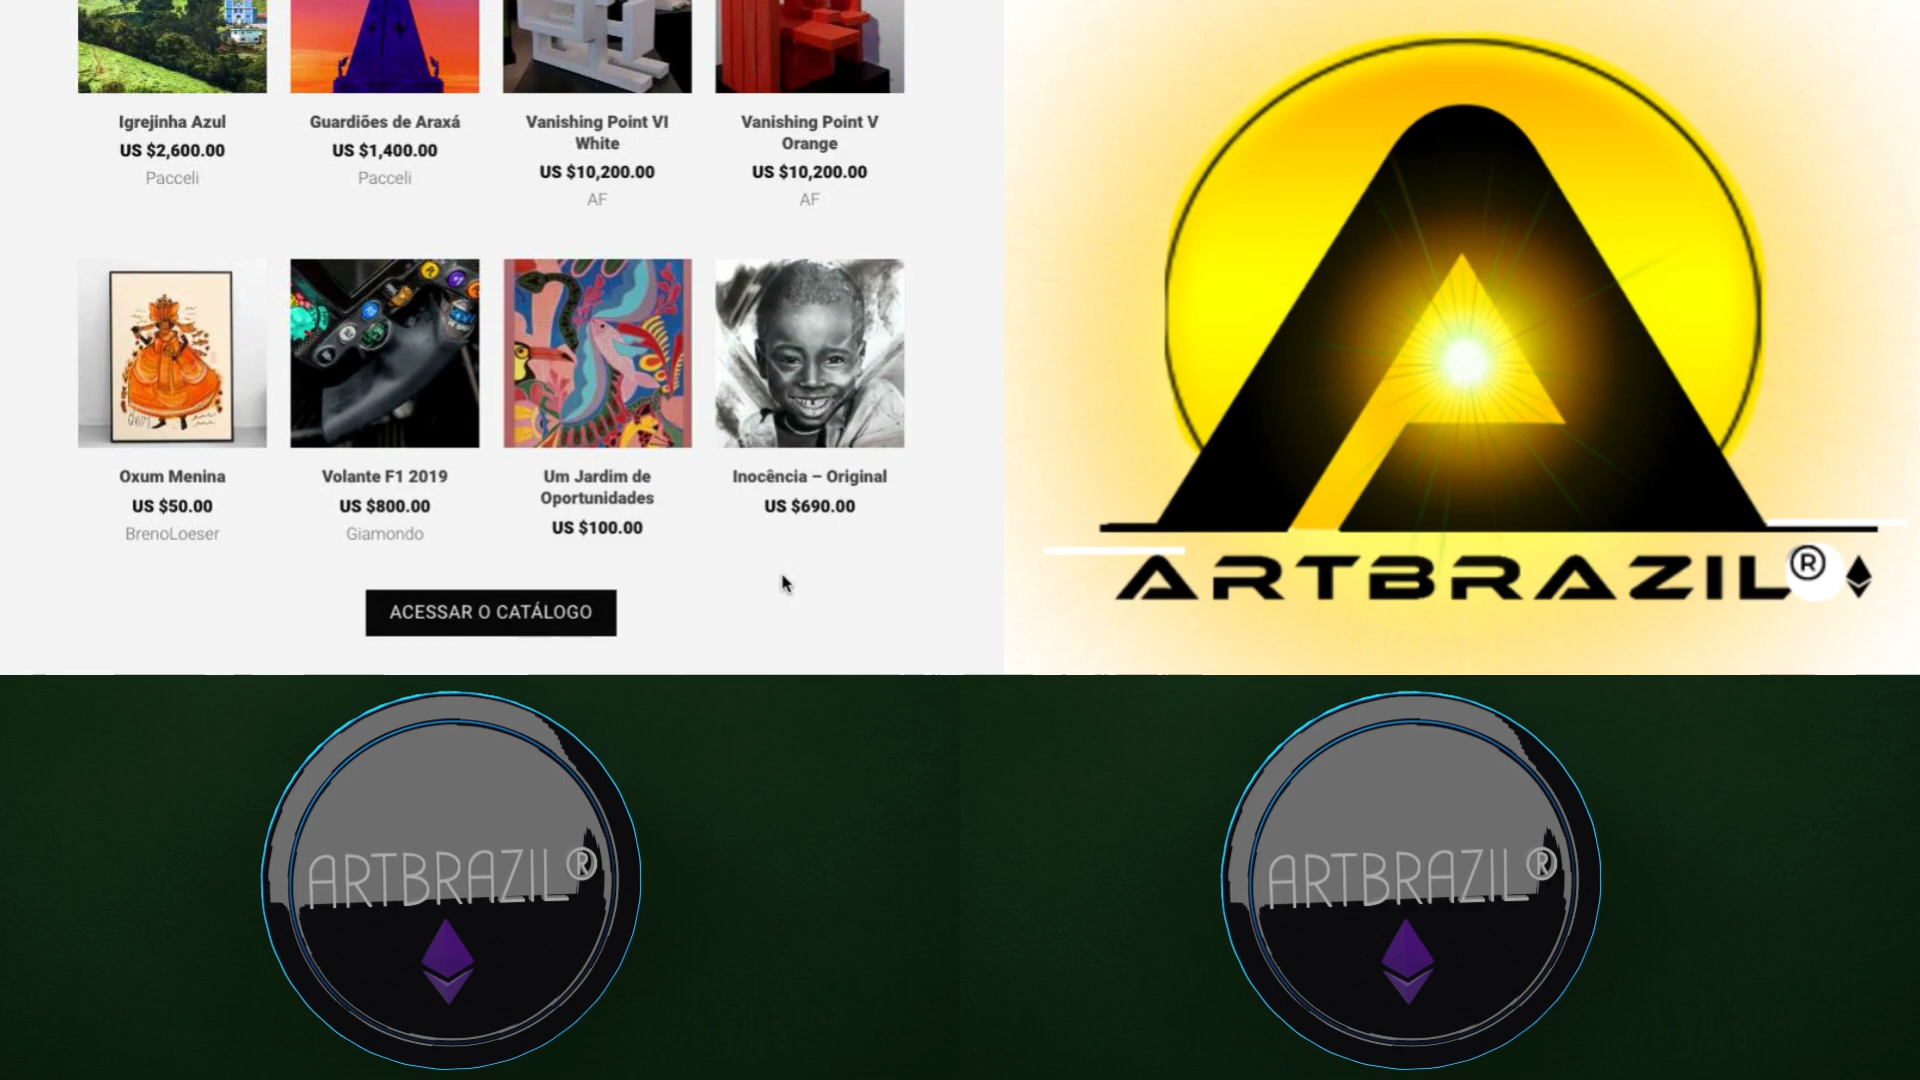 Igrejinha Azul
US $2,600.00
Pacceli
Guardiões de Araxá
US $1,400.00
Pacceli
Vanishing Point VI
White
US $10,200.00
AF
Vanishing Point V
Orange
US $10,200.00
AF
Oxum Menina
US $50.00
BrenoLoeser
Volante F1 2019
US $800.00
Giamondo
Um Jardim de
Oportunidades
US $100.00
Inocência – Original
US $690.00
ACESSAR O CATÁLOGO
ARTBRAZIL®
ARTBRAZIL®
ARTBRAZIL®